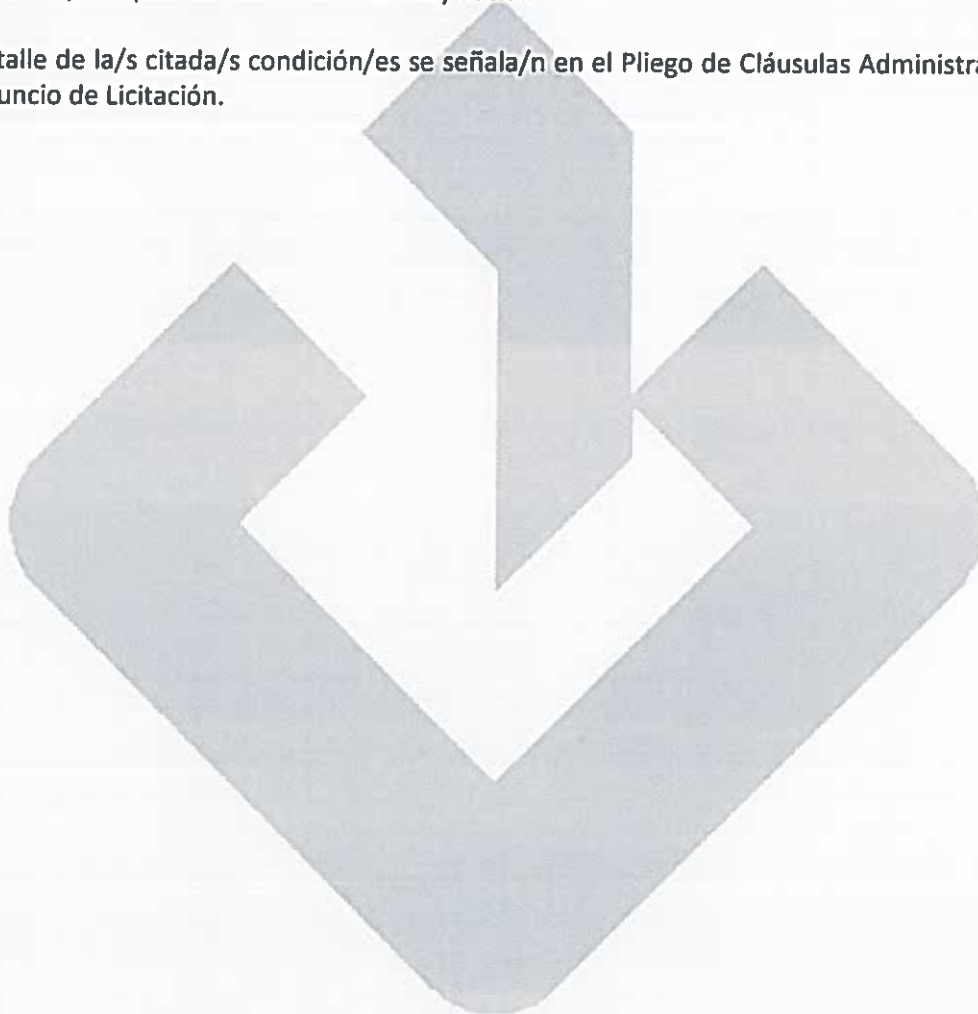 talle de la/s citada/s condición/es se señala/n en el Pliego de Cláusulas Administra
uncio de Licitación.